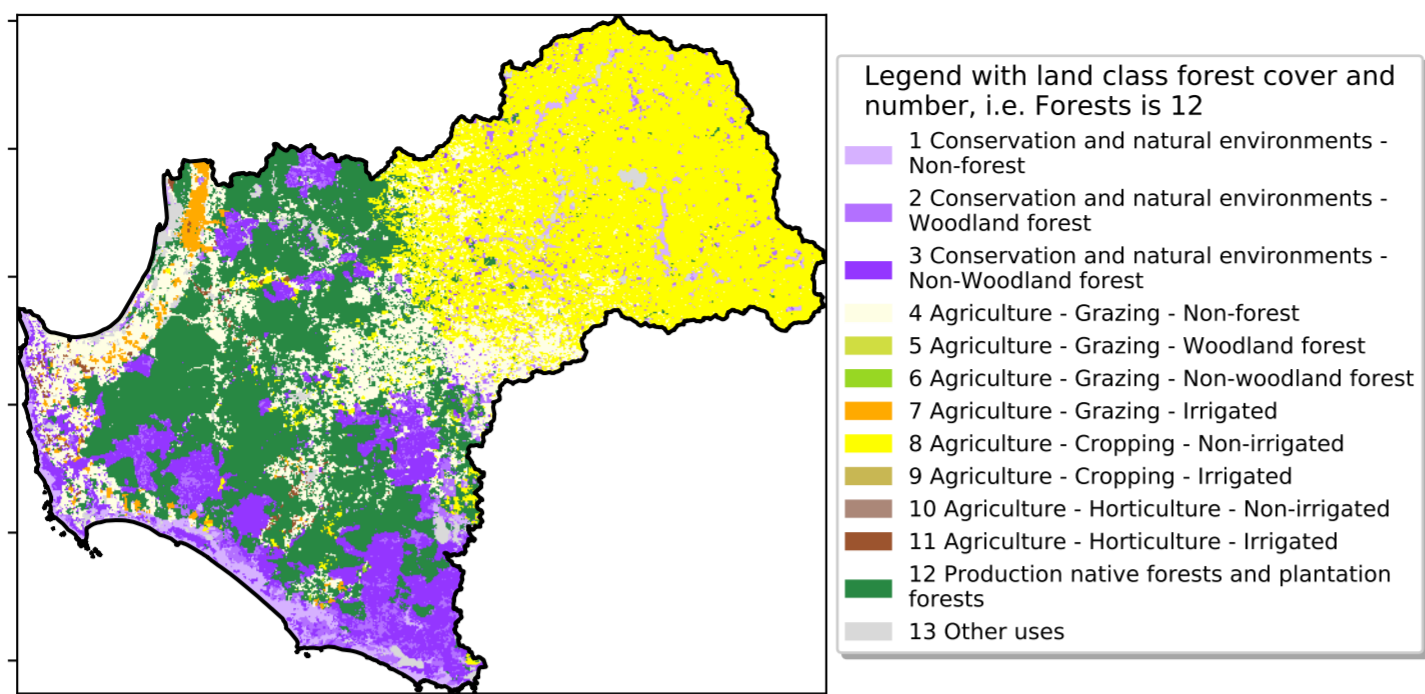 Legend with land class forest cover and
number, i.e. Forests is 12
1 Conservation and natural environments -
Non-forest
2 Conservation and natural environments -
Woodland forest
3 Conservation and natural environments -
Non-Woodland forest
4 Agriculture - Grazing - Non-forest
5 Agriculture - Grazing - Woodland forest
6 Agriculture - Grazing - Non-woodland forest
7 Agriculture - Grazing - Irrigated
8 Agriculture - Cropping - Non-irrigated
9 Agriculture - Cropping - Irrigated
10 Agriculture - Horticulture - Non-irrigated
11 Agriculture - Horticulture - Irrigated
12 Production native forests and plantation
forests
13 Other uses